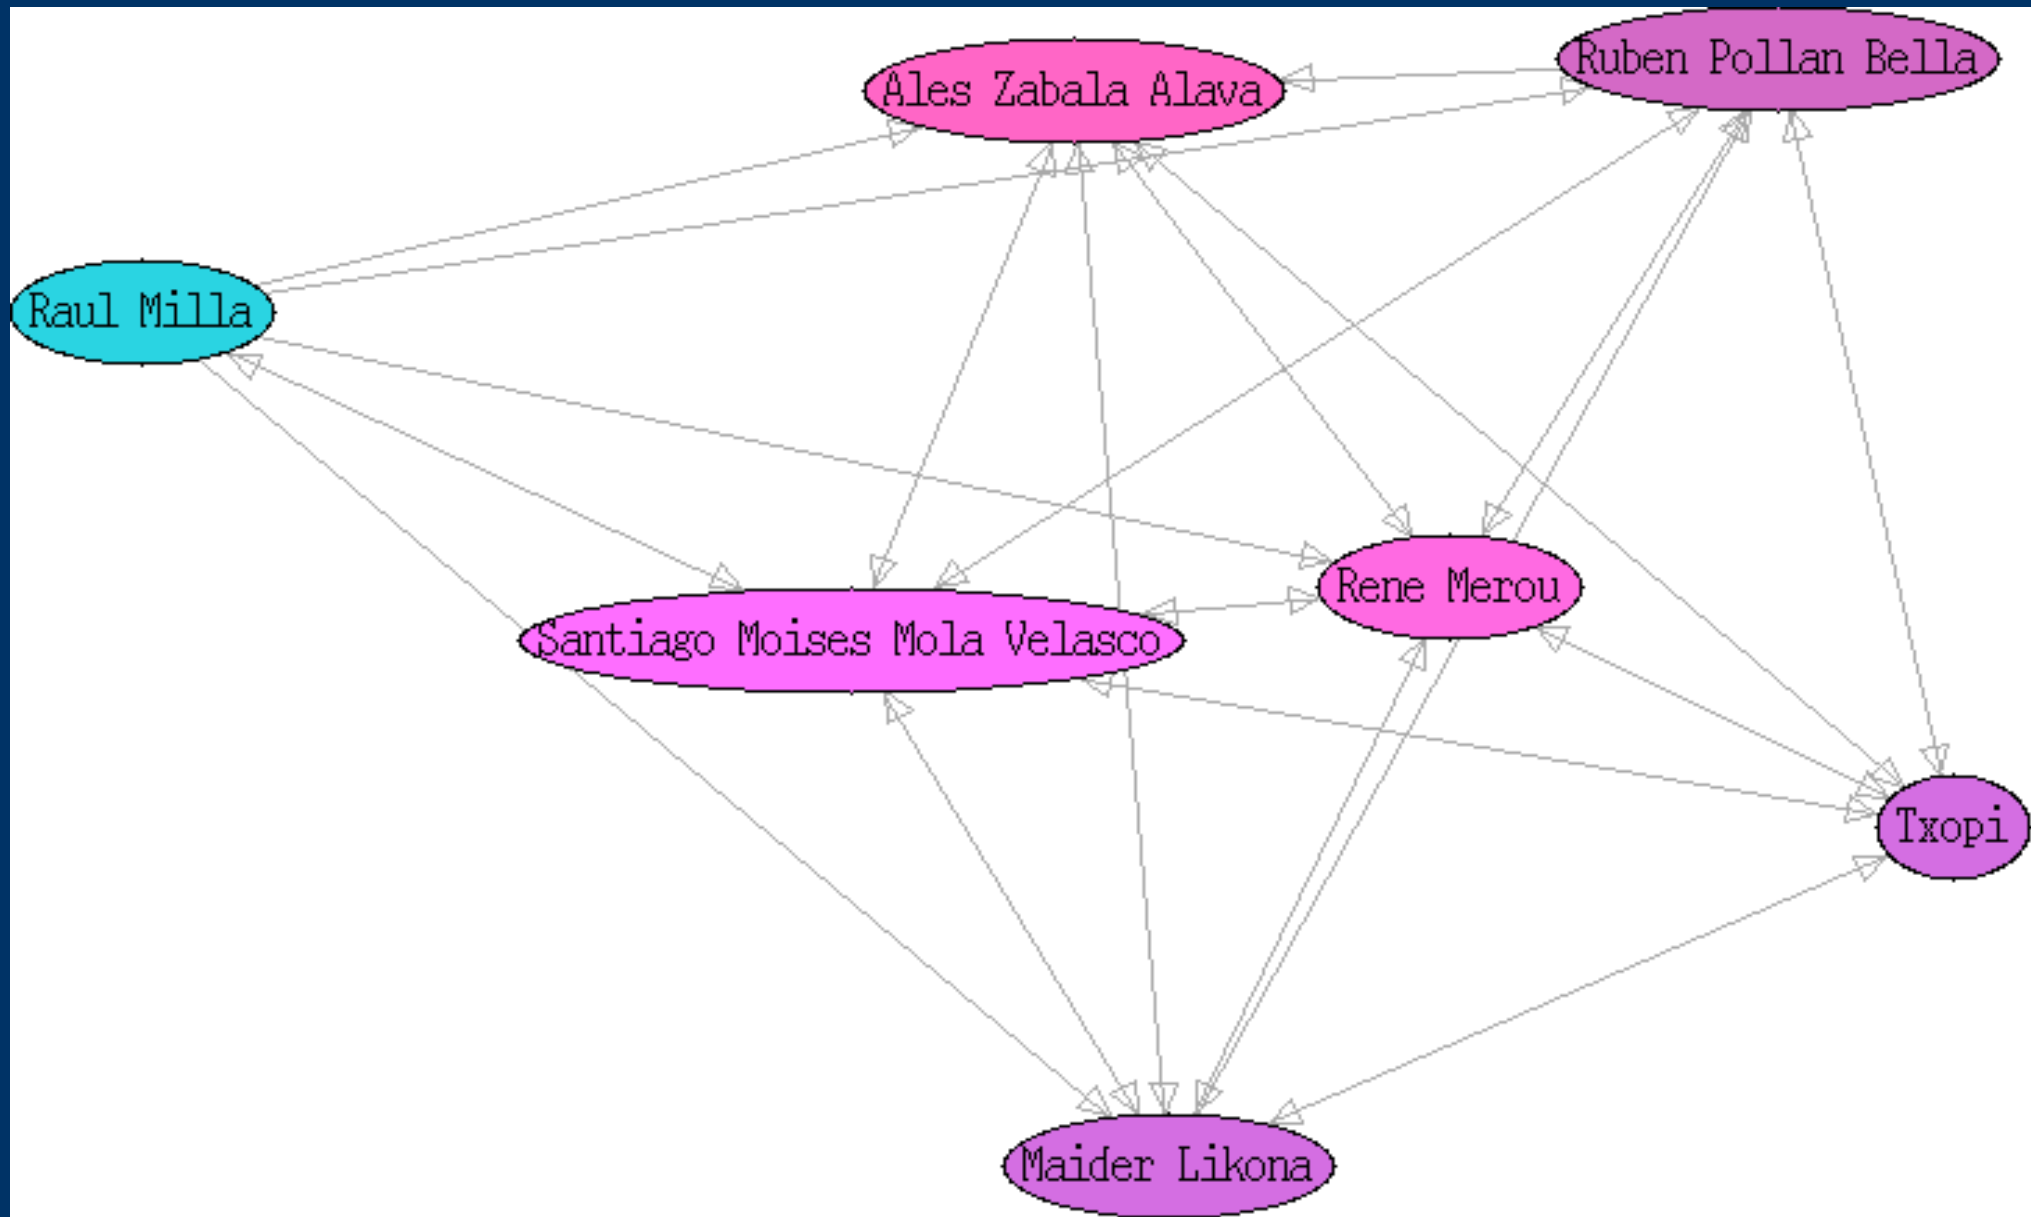 Ruben Pollan Bella
Ales Zabala Alava
Raul Milla
Rene Merou
Santiago Moises Mola Velasco
Txopi
Maider Likona